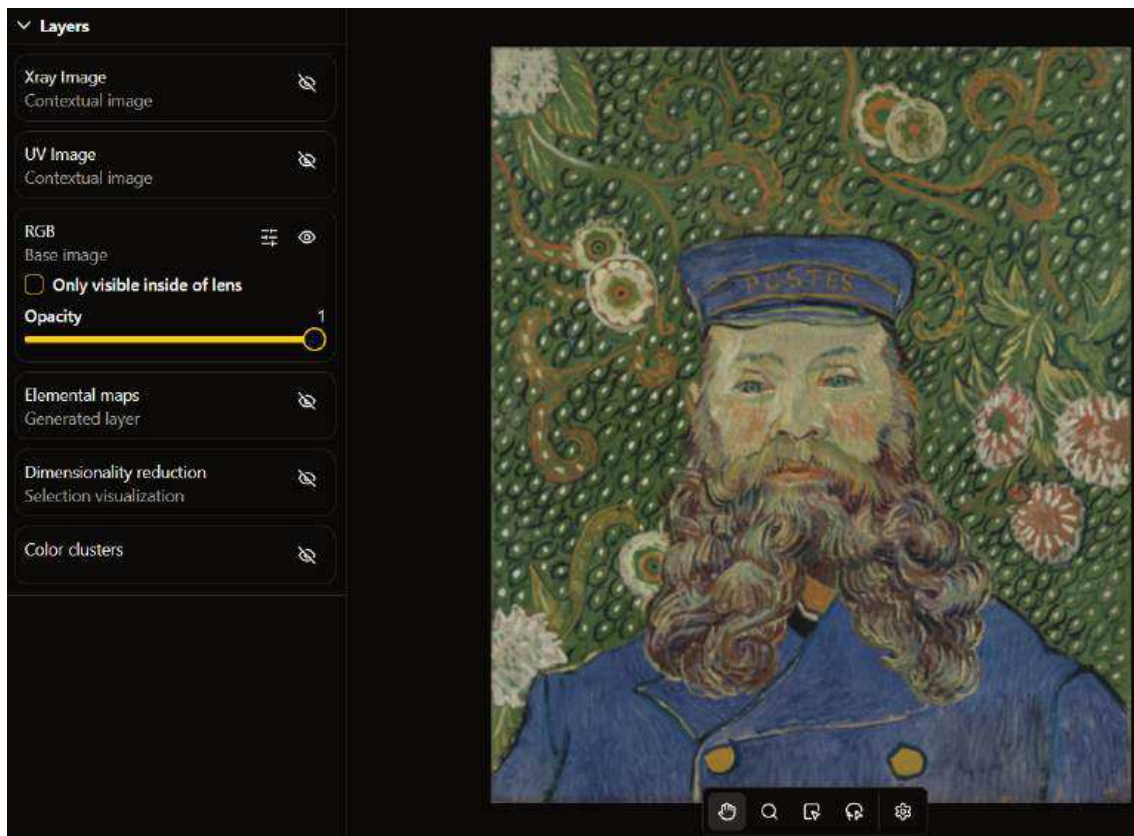 Layers
Xray Image
Contextual image
UV Image
Contextual image
RGB
Base image
Only visible inside of lens
Opacity 1
Elemental maps
Generated layer
Dimensionality reduction
Selection visualization
Color clusters
POSTES